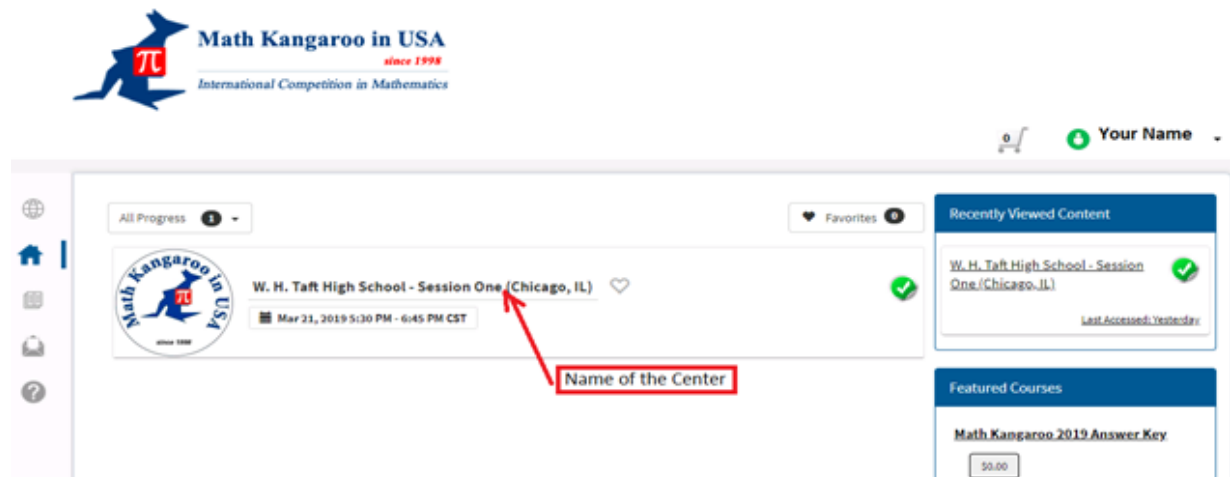 π
Math Kangaroo in USA
since 1998
International Competition in Mathematics
0
Your Name
All Progress 1
Favorites 0
Math Kangaroo in USA
π
since 1998
W. H. Taft High School - Session One (Chicago, IL)
Mar 21, 2019 5:30 PM - 6:45 PM CST
Name of the Center
Recently Viewed Content
W. H. Taft High School - Session
One (Chicago, IL)
Last Accessed: Yesterday
Featured Courses
Math Kangaroo 2019 Answer Key
$0.00
?